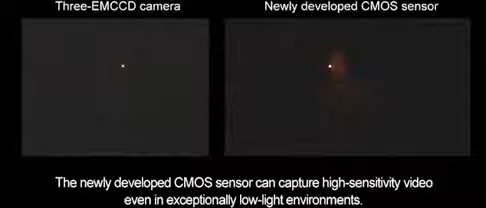 Three-EMCCD camera
Newly developed CMOS sensor
The newly developed CMOS sensor can capture high-sensitivity video
even in exceptionally low-light environments.